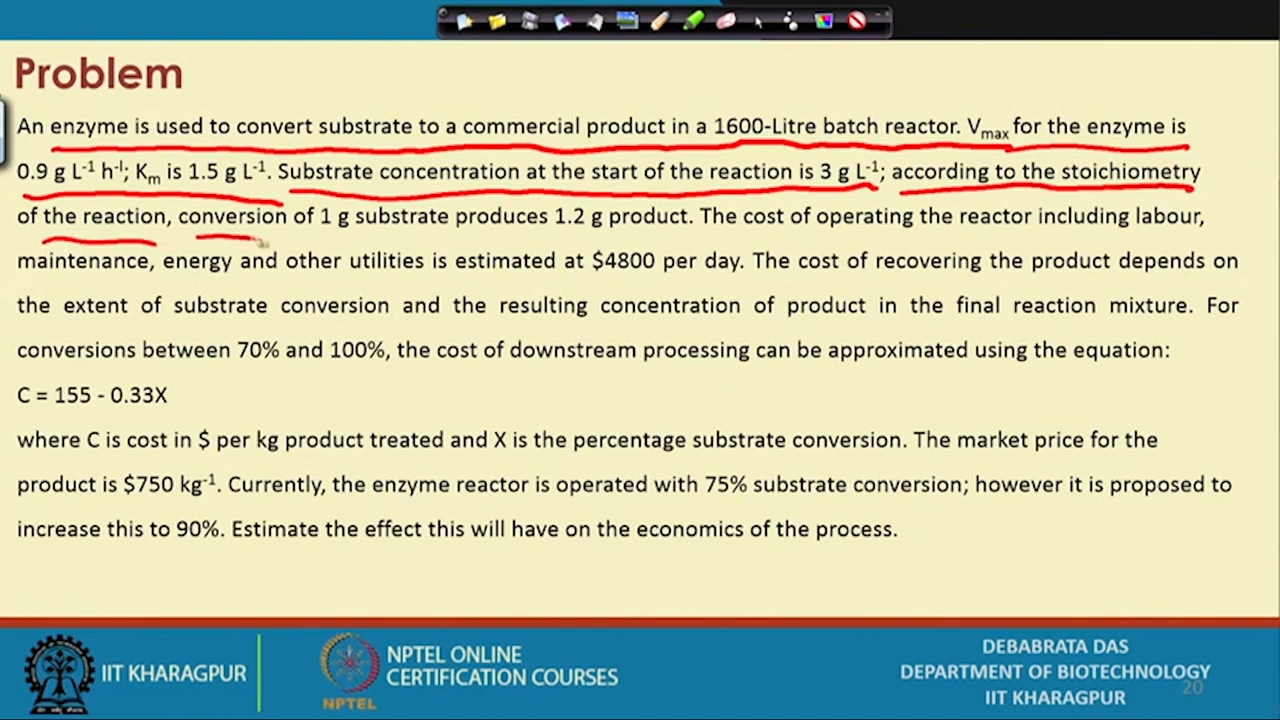 Problem
An enzyme is used to convert substrate to a commercial product in a 1600-Litre batch reactor. Vmax for the enzyme is
0.9 g L⁻¹ h⁻ˡ; Km is 1.5 g L⁻¹. Substrate concentration at the start of the reaction is 3 g L⁻¹; according to the stoichiometry
of the reaction, conversion of 1 g substrate produces 1.2 g product. The cost of operating the reactor including labour,
maintenance, energy and other utilities is estimated at $4800 per day. The cost of recovering the product depends on
the extent of substrate conversion and the resulting concentration of product in the final reaction mixture. For
conversions between 70% and 100%, the cost of downstream processing can be approximated using the equation:
C = 155 - 0.33X
where C is cost in $ per kg product treated and X is the percentage substrate conversion. The market price for the
product is $750 kg⁻¹. Currently, the enzyme reactor is operated with 75% substrate conversion; however it is proposed to
increase this to 90%. Estimate the effect this will have on the economics of the process.
IIT KHARAGPUR
NPTEL
NPTEL ONLINE
CERTIFICATION COURSES
DEBABRATA DAS
DEPARTMENT OF BIOTECHNOLOGY
IIT KHARAGPUR
20